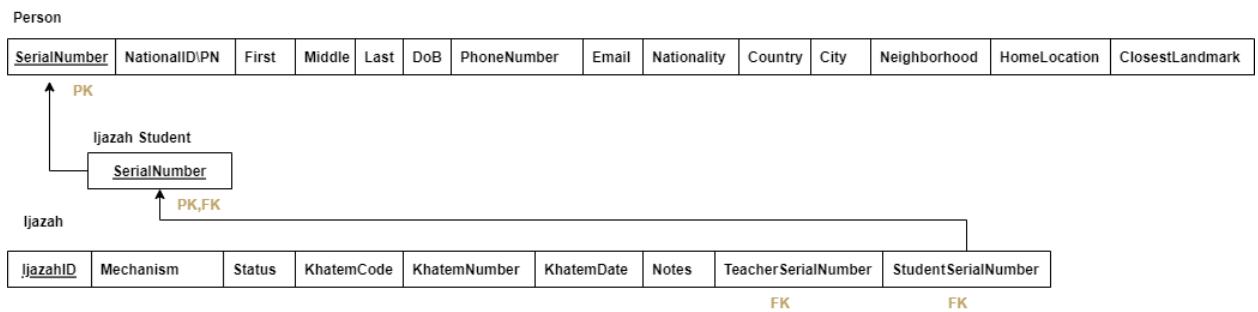 Person
SerialNumber NationalID\PN First Middle Last DoB PhoneNumber Email Nationality Country City Neighborhood HomeLocation ClosestLandmark
PK
Ijazah Student
SerialNumber
PK,FK
Ijazah
IjazahID Mechanism Status KhatemCode KhatemNumber KhatemDate Notes TeacherSerialNumber StudentSerialNumber
FK FK